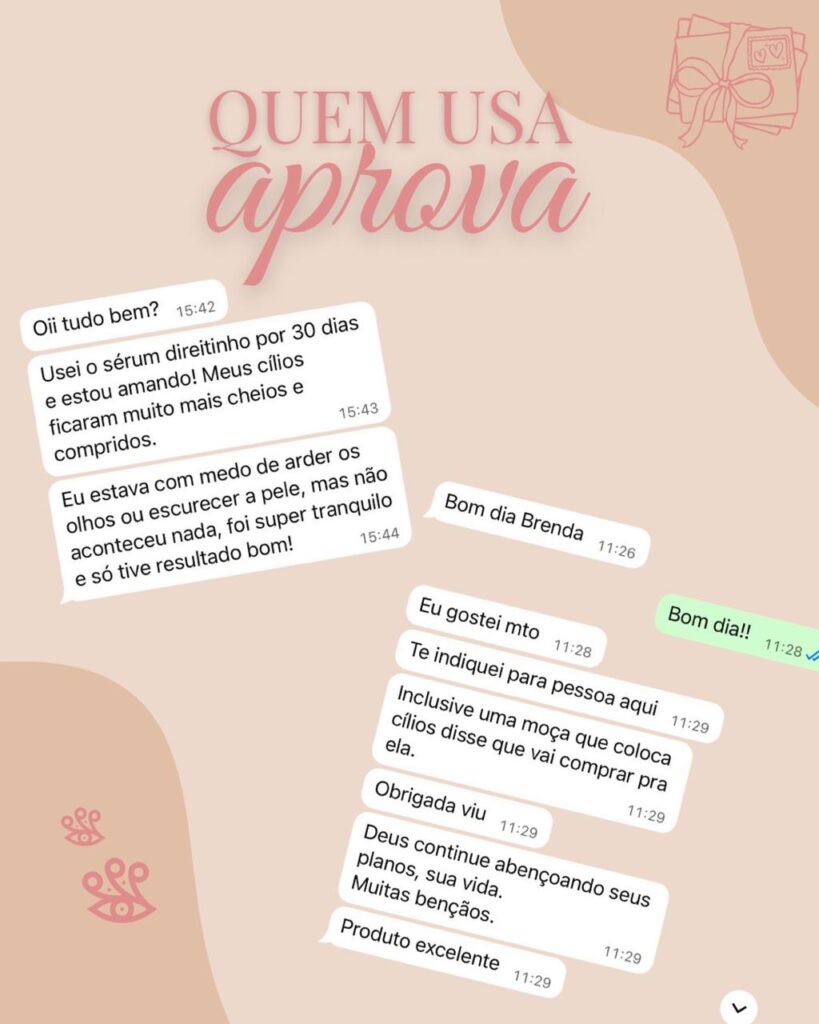 QUEM USA
aprova
Oii tudo bem? 15:42
Usei o sérum direitinho por 30 dias
e estou amando! Meus cílios
ficaram muito mais cheios e
compridos. 15:43
Eu estava com medo de arder os
olhos ou escurecer a pele, mas não
aconteceu nada, foi super tranquilo
e só tive resultado bom! 15:44
Bom dia Brenda 11:26
Bom dia!! 11:28
Eu gostei mto 11:28
Te indiquei para pessoa aqui 11:29
Inclusive uma moça que coloca
cílios disse que vai comprar pra
ela. 11:29
Obrigada viu 11:29
Deus continue abençoando seus
planos, sua vida.
Muitas bençãos. 11:29
Produto excelente 11:29